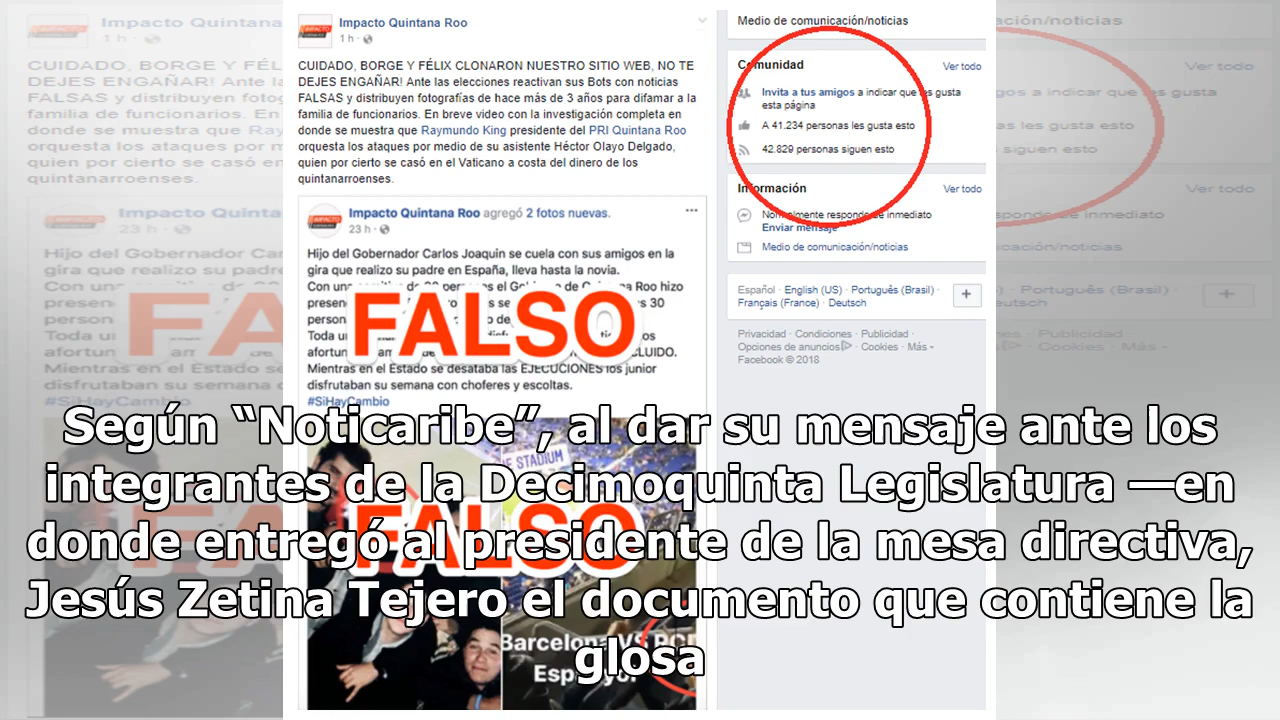 Impacto Quintana Roo
1 h ·
CUIDADO, BORGE Y FÉLIX CLONARON NUESTRO SITIO WEB, NO TE
DEJES ENGAÑAR! Ante las elecciones reactivan sus Bots con noticias
FALSAS y distribuyen fotografías de hace más de 3 años para difamar a la
familia de funcionarios. En breve video con la investigación completa en
donde se muestra que Raymundo King presidente del PRI Quintana Roo
orquesta los ataques por medio de su asistente Héctor Olayo Delgado,
quien por cierto se casó en el Vaticano a costa del dinero de los
quintanarroenses.
Impacto Quintana Roo agregó 2 fotos nuevas.
23 h ·
Hijo del Gobernador Carlos Joaquín se cuela con sus amigos en la
gira que realizo su padre en España, lleva hasta la novia.
Roo hizo
30
FALSO
Toda
Mientras en el Estado se desataba las EJECUCIONES los junior
disfrutaban su semana con choferes y escoltas.
#SiHayCambio
FALSO
Barcelona VS
Medio de comunicación/noticias
Comunidad
Ver todo
Invita a tus amigos a indicar que les gusta
esta página
A 41.234 personas les gusta esto
42.829 personas siguen esto
Información
Ver todo
Normalmente responde de inmediato
Enviar mensaje
Medio de comunicación/noticias
Español · English (US) · Português (Brasil) ·
Français (France) · Deutsch
Privacidad · Condiciones · Publicidad ·
Opciones de anuncios · Cookies · Más
Facebook © 2018
Según “Noticaribe”, al dar su mensaje ante los
integrantes de la Decimoquinta Legislatura —en
donde entregó al presidente de la mesa directiva,
Jesús Zetina Tejero el documento que contiene la
glosa